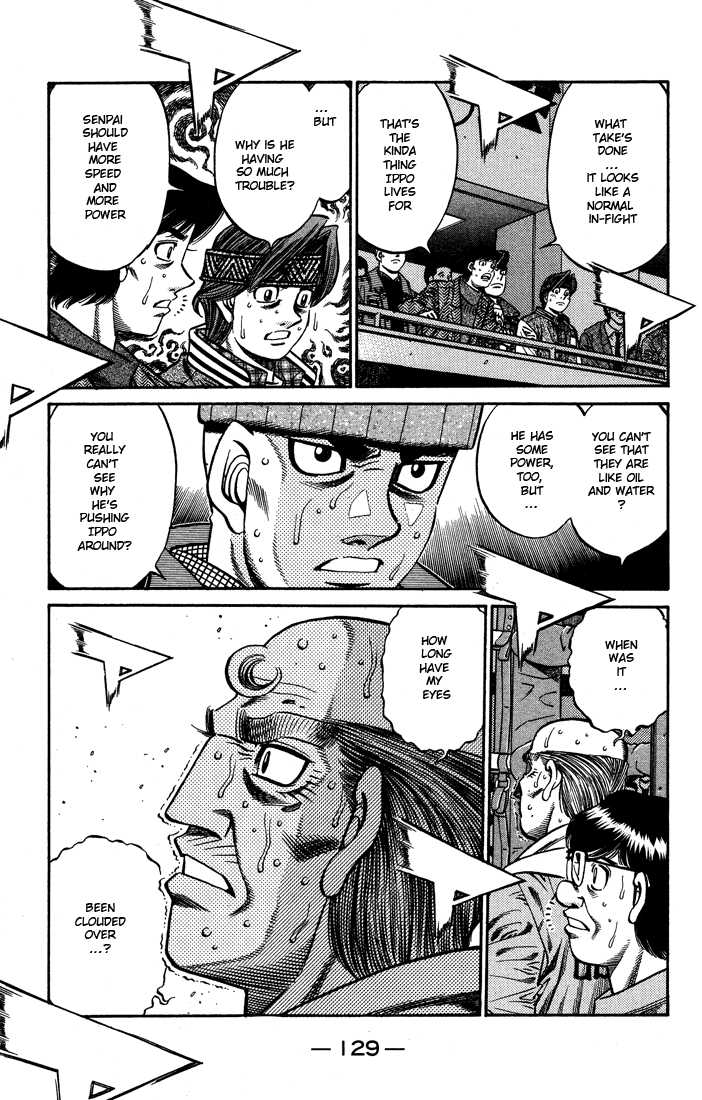 WHAT
TAKE'S
DONE
...
IT LOOKS
LIKE A
NORMAL
IN-FIGHT
THAT'S
THE
KINDA
THING
IPPO
LIVES
FOR
...
BUT
WHY IS HE
HAVING
SO MUCH
TROUBLE?
SENPAI
SHOULD
HAVE
MORE
SPEED
AND
MORE
POWER
YOU CAN'T
SEE THAT
THEY ARE
LIKE OIL
AND WATER
?
HE HAS
SOME
POWER,
TOO,
BUT
...
YOU
REALLY
CAN'T
SEE
WHY
HE'S
PUSHING
IPPO
AROUND?
WHEN
WAS
IT
...
HOW
LONG
HAVE
MY
EYES
BEEN
CLOUDED
OVER
...?
— 129 —